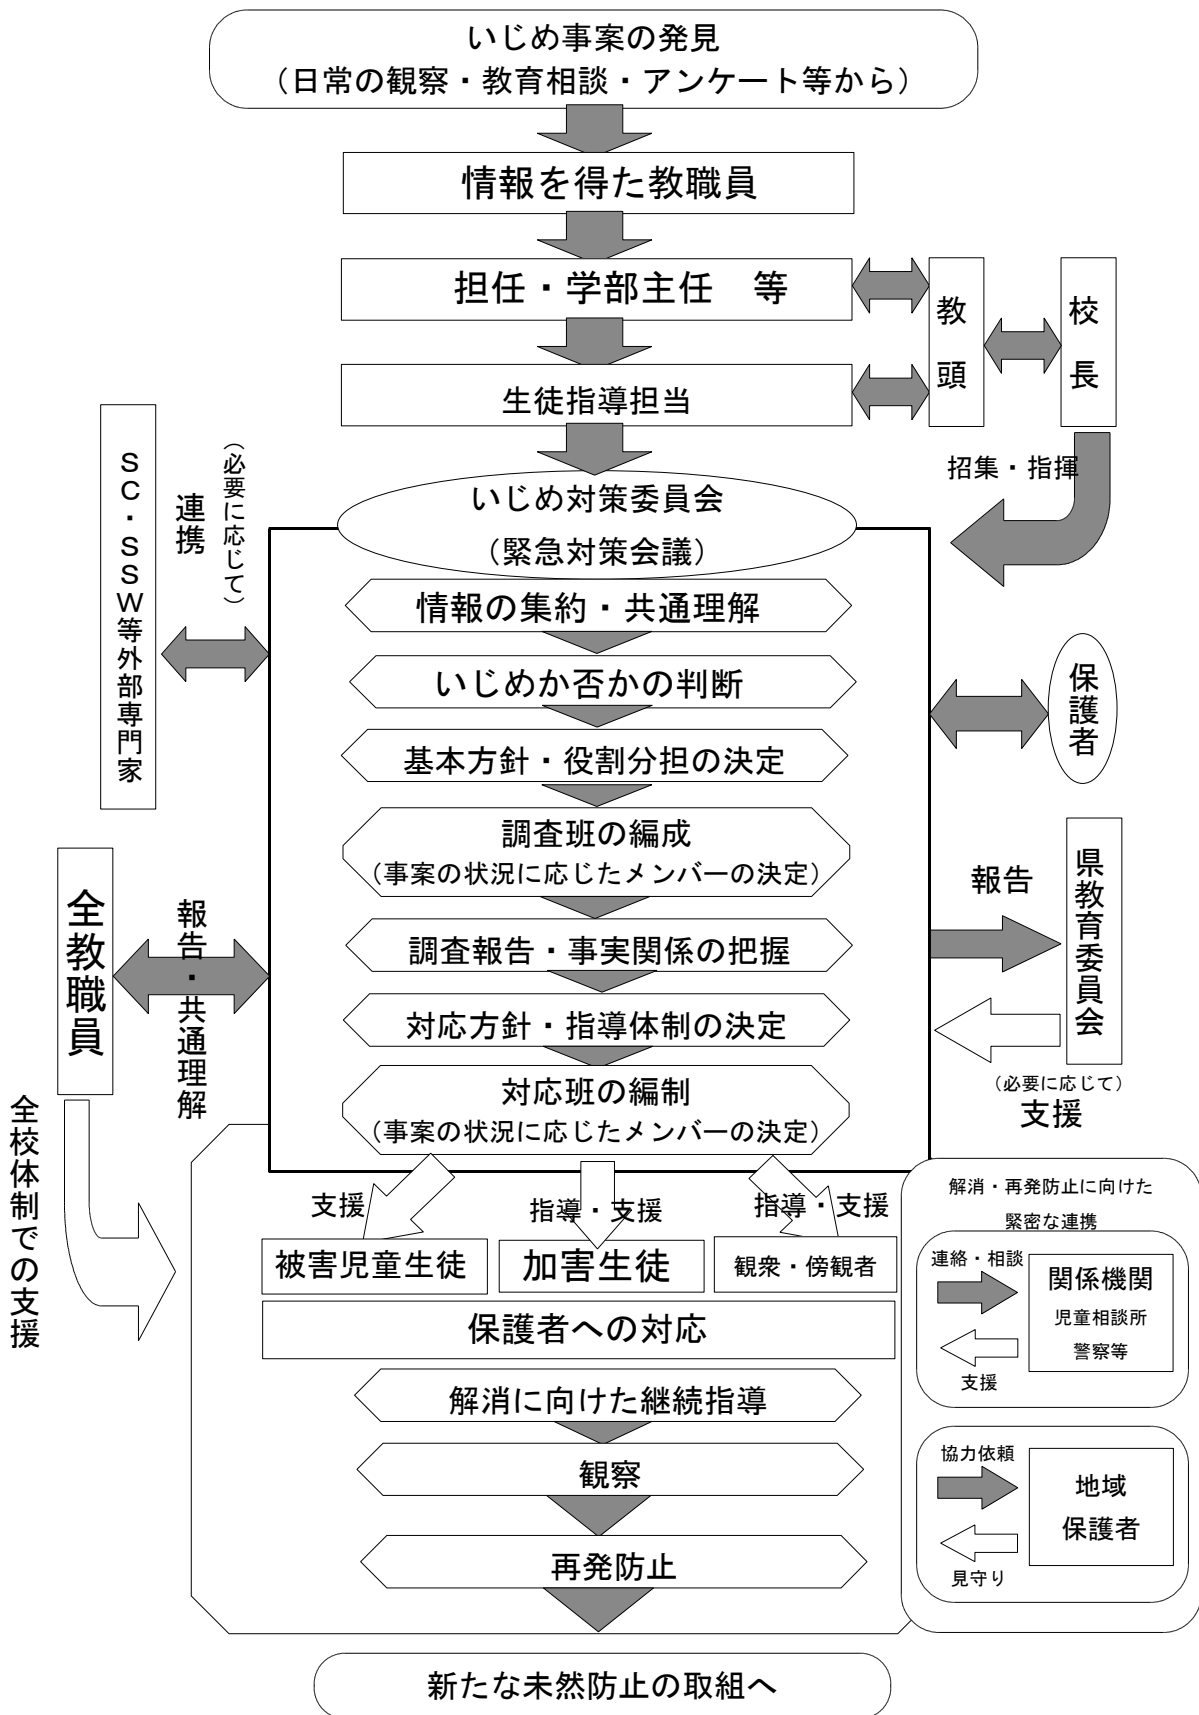 いじめ事案の発見
（日常の観察・教育相談・アンケート等から）
情報を得た教職員
担任・学部主任　等
教頭
校長
生徒指導担当
招集・指揮
いじめ対策委員会
（緊急対策会議）
ＳＣ・ＳＳＷ等外部専門家
連携
（必要に応じて）
情報の集約・共通理解
いじめか否かの判断
保護者
基本方針・役割分担の決定
調査班の編成
（事案の状況に応じたメンバーの決定）
全教職員
報告・共通理解
報告
県教育委員会
調査報告・事実関係の把握
対応方針・指導体制の決定
（必要に応じて）
支援
対応班の編制
（事案の状況に応じたメンバーの決定）
全校体制での支援
支援
指導・支援
指導・支援
被害児童生徒
加害生徒
観衆・傍観者
保護者への対応
解消に向けた継続指導
観察
再発防止
解消・再発防止に向けた
緊密な連携
連絡・相談
関係機関
児童相談所
警察等
支援
協力依頼
地域
保護者
見守り
新たな未然防止の取組へ